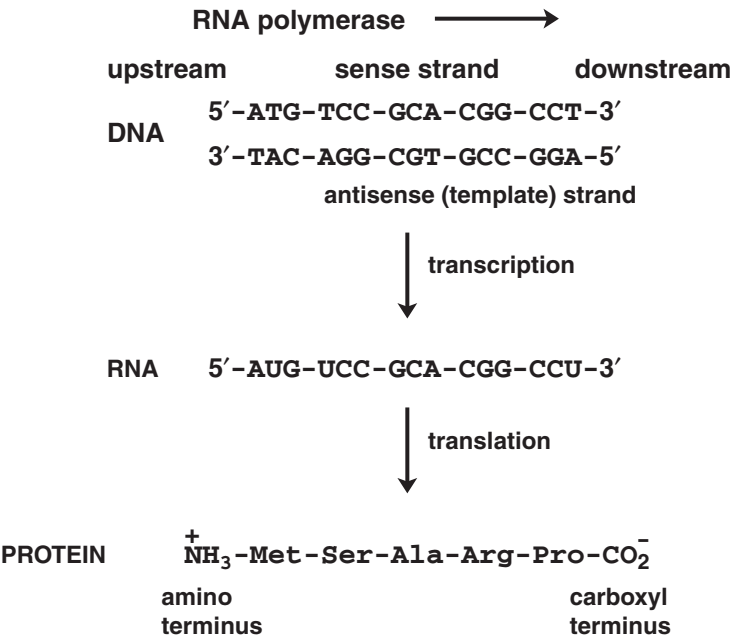 RNA polymerase
upstream sense strand downstream
5′-ATG-TCC-GCA-CGG-CCT-3′
DNA
3′-TAC-AGG-CGT-GCC-GGA-5′
antisense (template) strand
transcription
RNA 5′-AUG-UCC-GCA-CGG-CCU-3′
translation
PROTEIN N⁺H₃-Met-Ser-Ala-Arg-Pro-CO₂⁻
amino carboxyl
terminus terminus